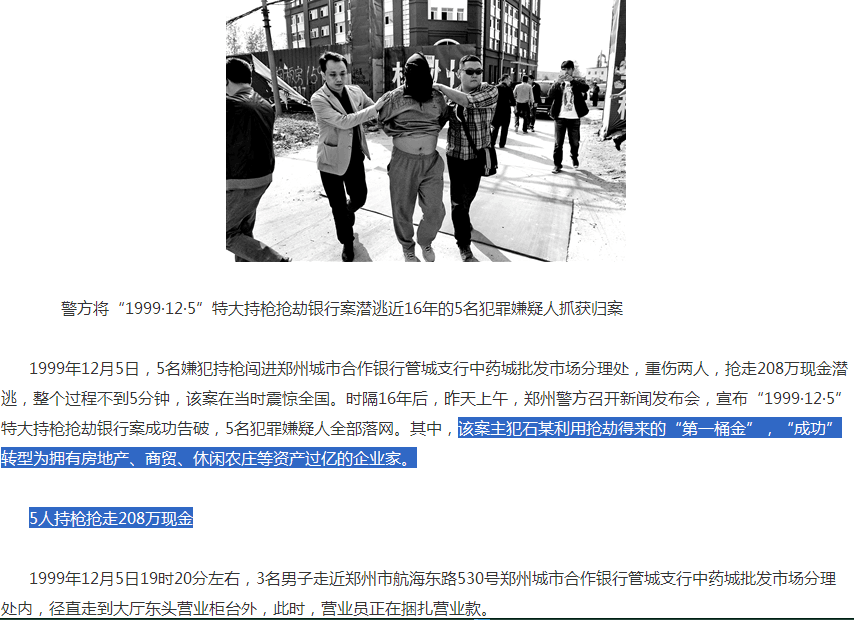 警方将“1999·12·5”特大持枪抢劫银行案潜逃近16年的5名犯罪嫌疑人抓获归案
1999年12月5日，5名嫌犯持枪闯进郑州城市合作银行管城支行中药城批发市场分理处，重伤两人，抢走208万现金潜
逃，整个过程不到5分钟，该案在当时震惊全国。时隔16年后，昨天上午，郑州警方召开新闻发布会，宣布“1999·12·5”
特大持枪抢劫银行案成功告破，5名犯罪嫌疑人全部落网。其中，该案主犯石某利用抢劫得来的“第一桶金”，“成功”
转型为拥有房地产、商贸、休闲农庄等资产过亿的企业家。
5人持枪抢走208万现金
1999年12月5日19时20分左右，3名男子走近郑州市航海东路530号郑州城市合作银行管城支行中药城批发市场分理
处内，径直走到大厅东头营业柜台外，此时，营业员正在捆扎营业款。